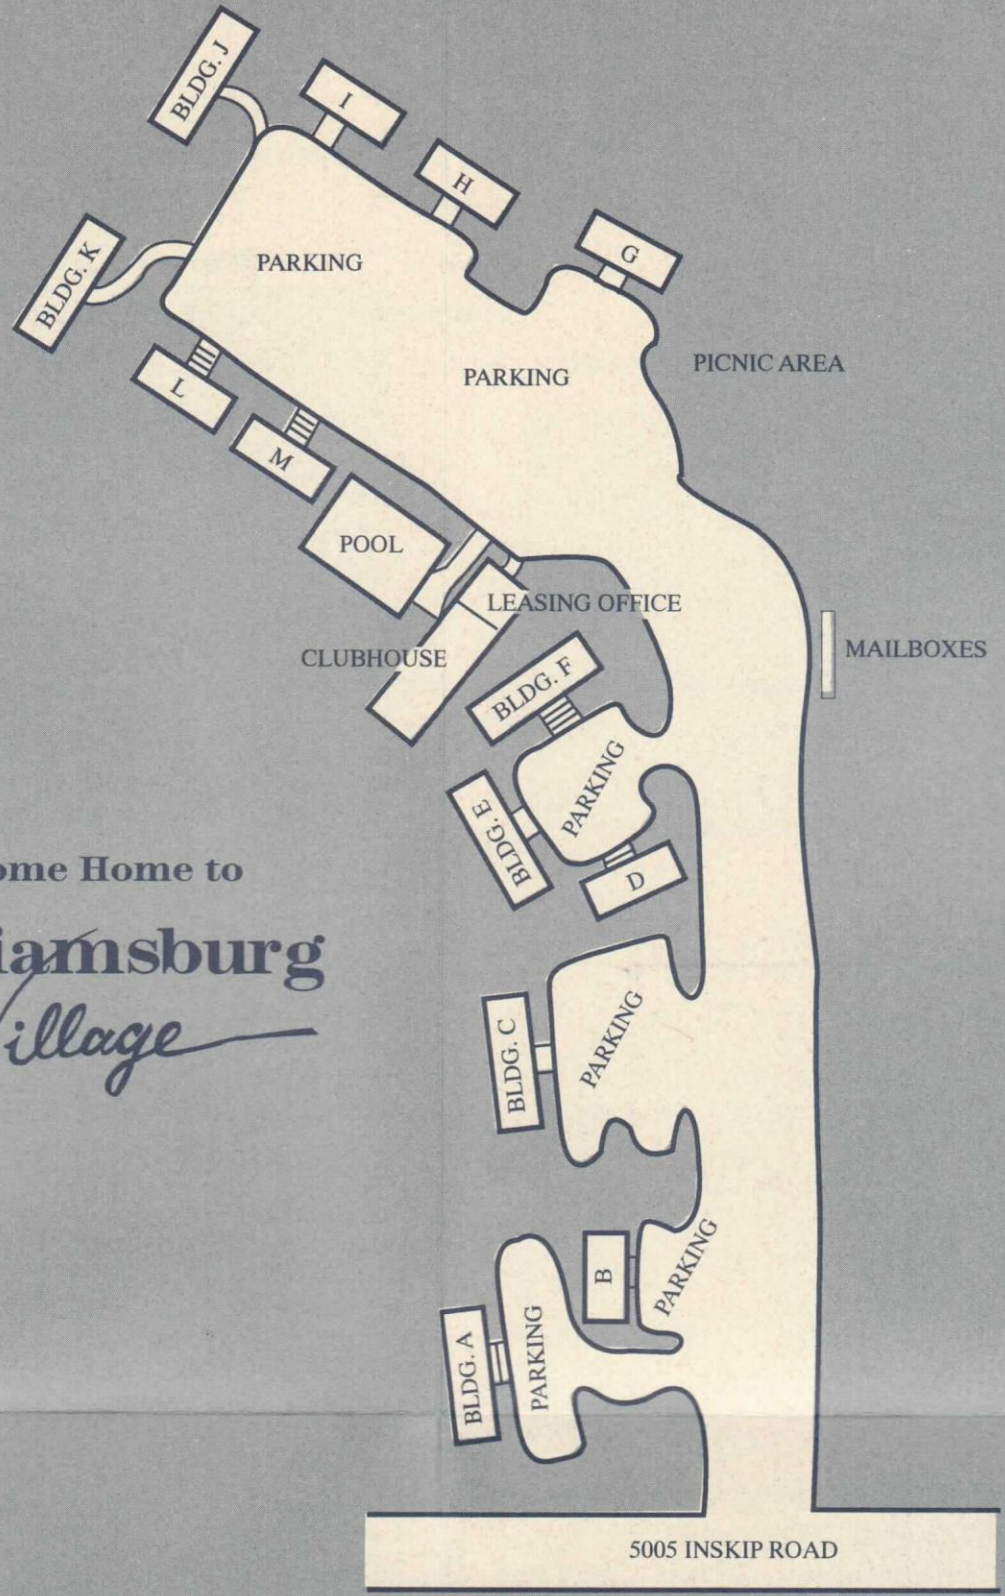 BLDG. J
I
H
G
BLDG. K
PARKING
PARKING
PICNIC AREA
L
M
POOL
LEASING OFFICE
CLUBHOUSE
MAILBOXES
BLDG. F
PARKING
BLDG. E
D
ome Home to
iamsburg
Village
BLDG. C
PARKING
B
PARKING
BLDG. A
PARKING
5005 INSKIP ROAD